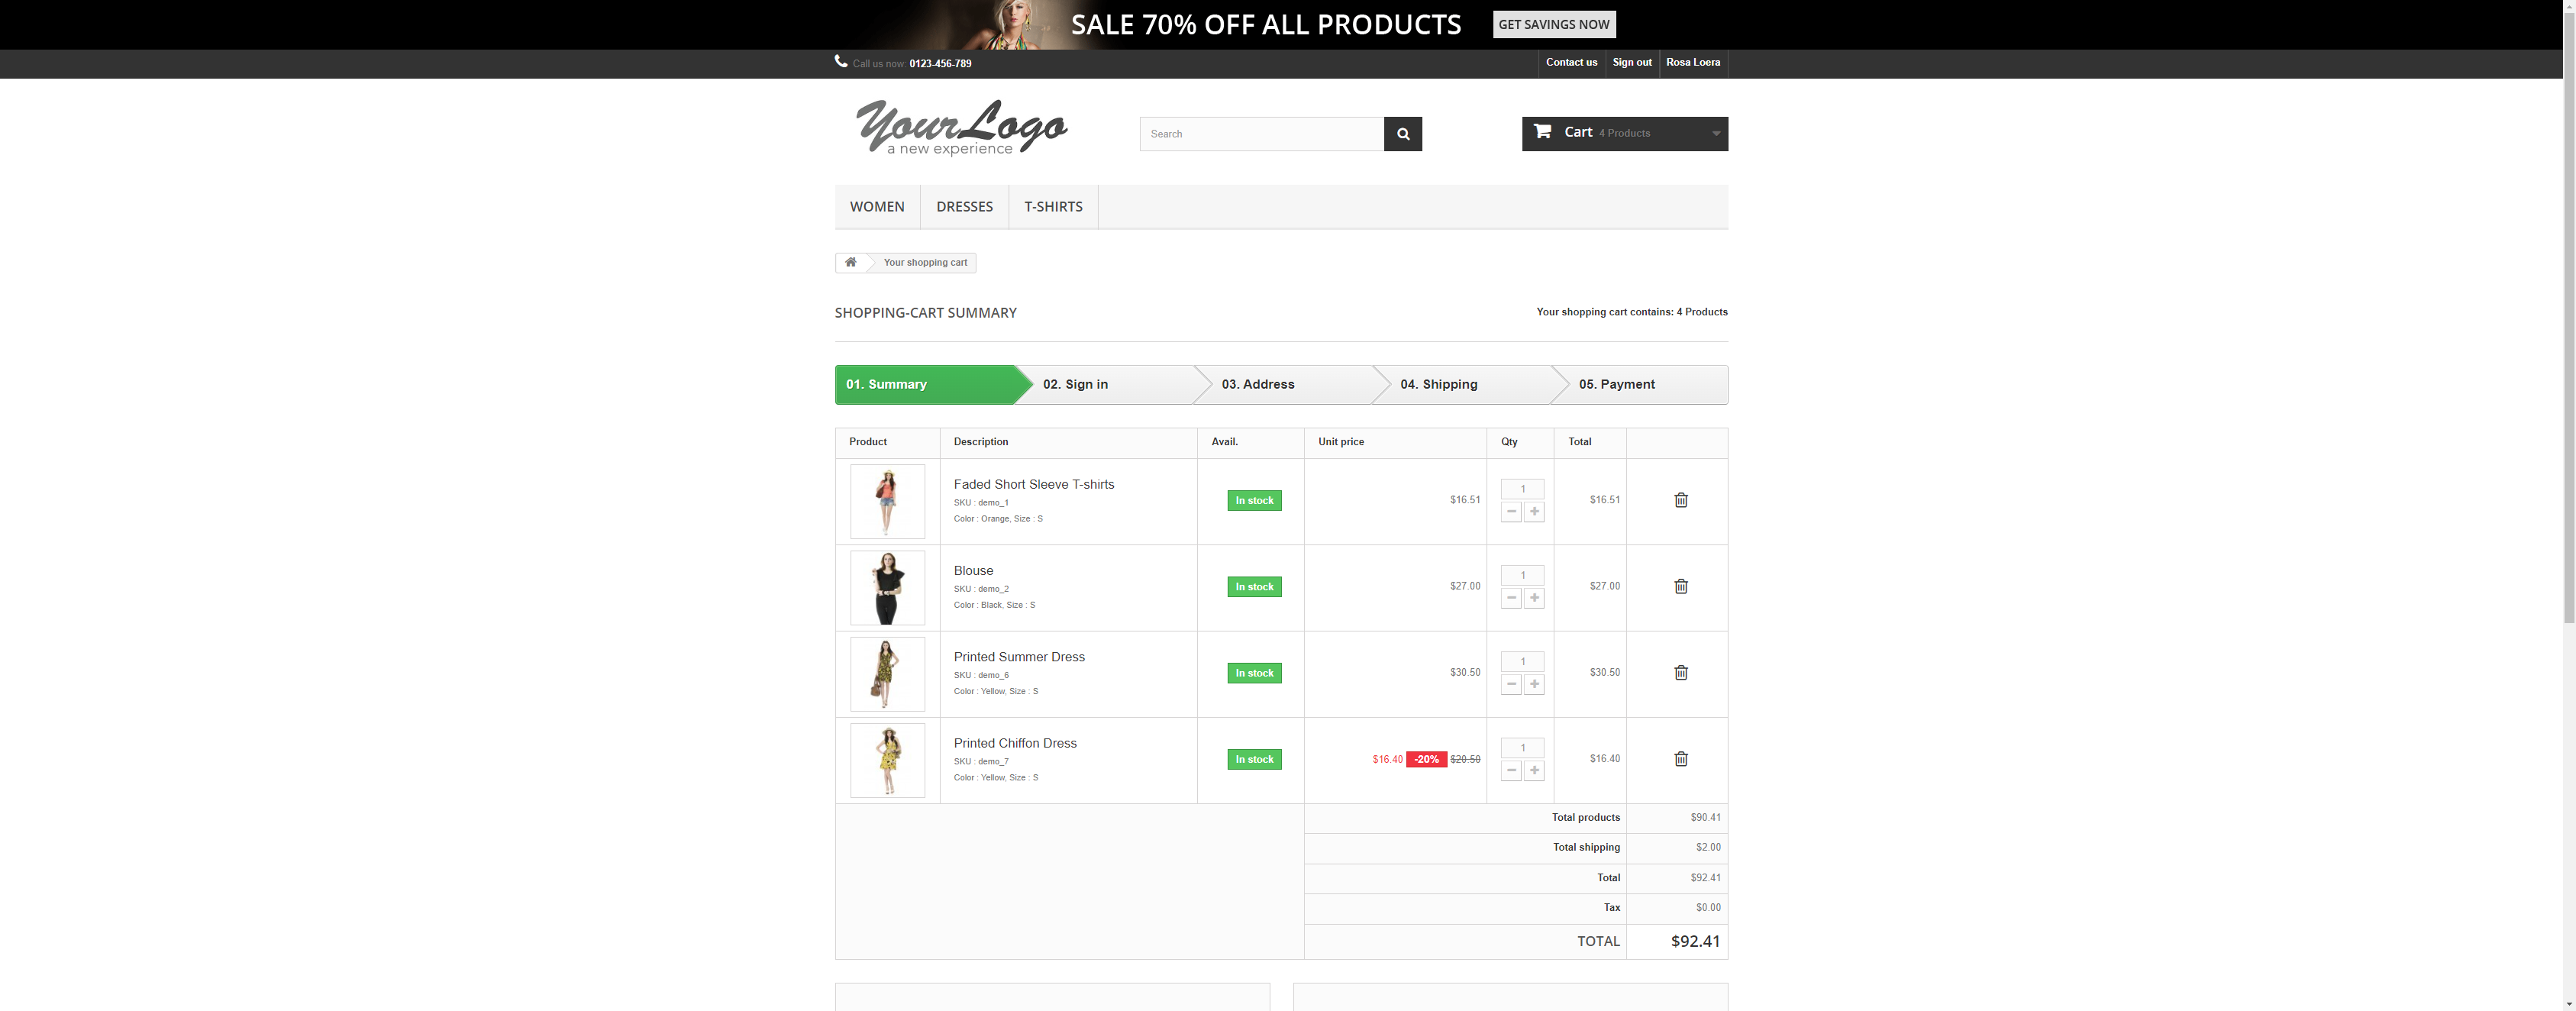 SALE 70% OFF ALL PRODUCTS GET SAVINGS NOW
Call us now: 0123-456-789 Contact us Sign out Rosa Loera
YourLogo
a new experience
Search
Cart 4 Products
WOMEN DRESSES T-SHIRTS
Your shopping cart
SHOPPING-CART SUMMARY Your shopping cart contains: 4 Products
01. Summary 02. Sign in 03. Address 04. Shipping 05. Payment
Product Description Avail. Unit price Qty Total
Faded Short Sleeve T-shirts
SKU : demo_1
Color : Orange, Size : S
In stock $16.51 1 $16.51
Blouse
SKU : demo_2
Color : Black, Size : S
In stock $27.00 1 $27.00
Printed Summer Dress
SKU : demo_6
Color : Yellow, Size : S
In stock $30.50 1 $30.50
Printed Chiffon Dress
SKU : demo_7
Color : Yellow, Size : S
In stock $16.40 -20% $20.50 1 $16.40
Total products $90.41
Total shipping $2.00
Total $92.41
Tax $0.00
TOTAL $92.41